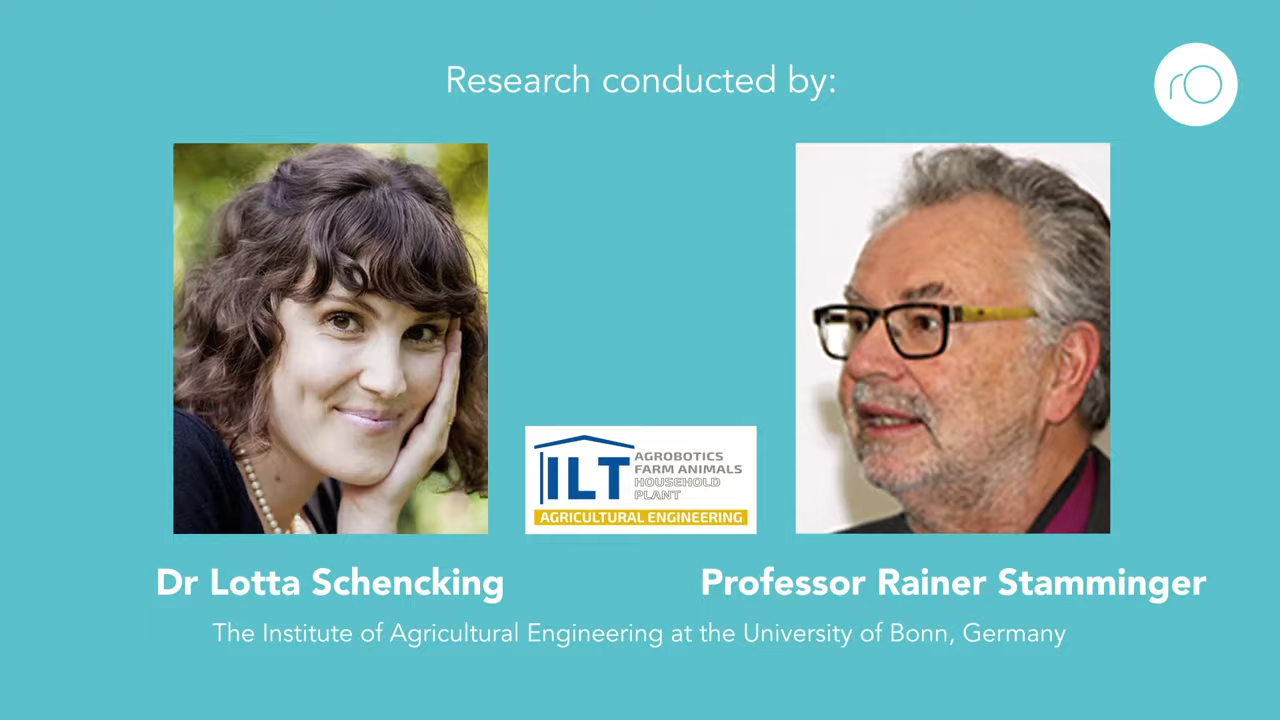 Research conducted by:
ro
ILT
AGROBOTICS
FARM ANIMALS
HOUSEHOLD
PLANT
AGRICULTURAL ENGINEERING
Dr Lotta Schencking
Professor Rainer Stamminger
The Institute of Agricultural Engineering at the University of Bonn, Germany